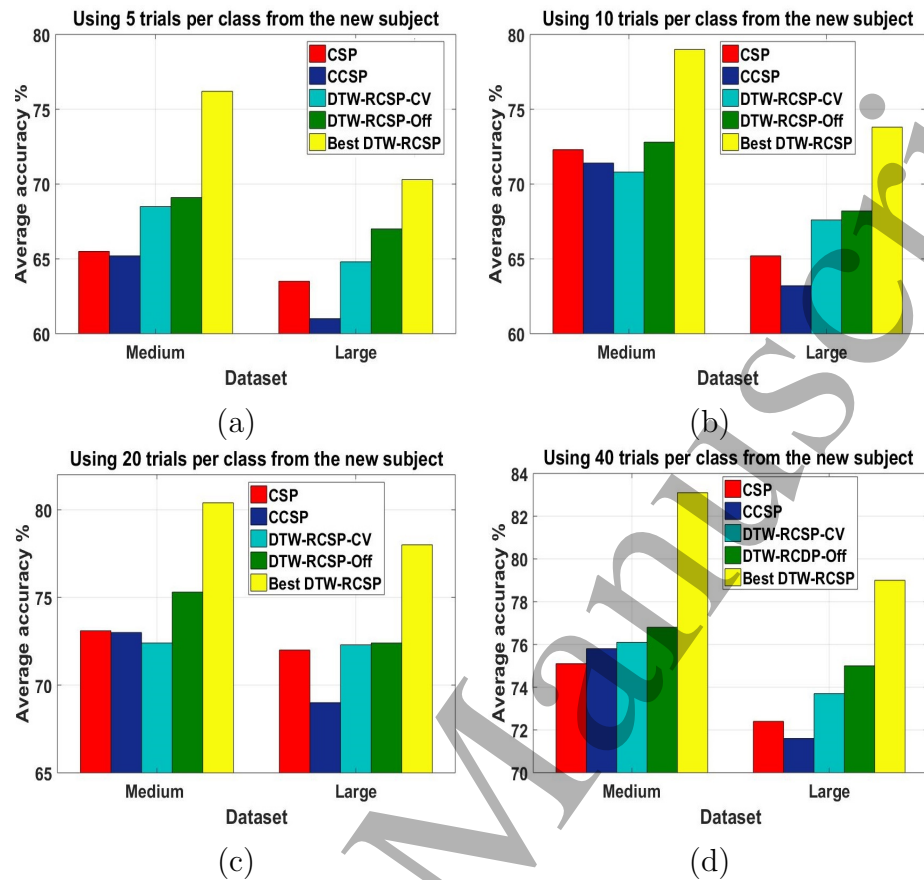 Using 5 trials per class from the new subject
80
75
70
65
60
Average accuracy %
CSP
CCSP
DTW-RCSP-CV
DTW-RCSP-Off
Best DTW-RCSP
Medium
Large
Dataset
(a)
Using 10 trials per class from the new subject
80
75
70
65
60
Average accuracy %
CSP
CCSP
DTW-RCSP-CV
DTW-RCSP-Off
Best DTW-RCSP
Medium
Large
Dataset
(b)
Using 20 trials per class from the new subject
80
75
70
65
Average accuracy %
CSP
CCSP
DTW-RCSP-CV
DTW-RCSP-Off
Best DTW-RCSP
Medium
Large
Dataset
(c)
Using 40 trials per class from the new subject
84
82
80
78
76
74
72
70
Average accuracy %
CSP
CCSP
DTW-RCSP-CV
DTW-RCDP-Off
Best DTW-RCSP
Medium
Large
Dataset
(d)
Manuscri